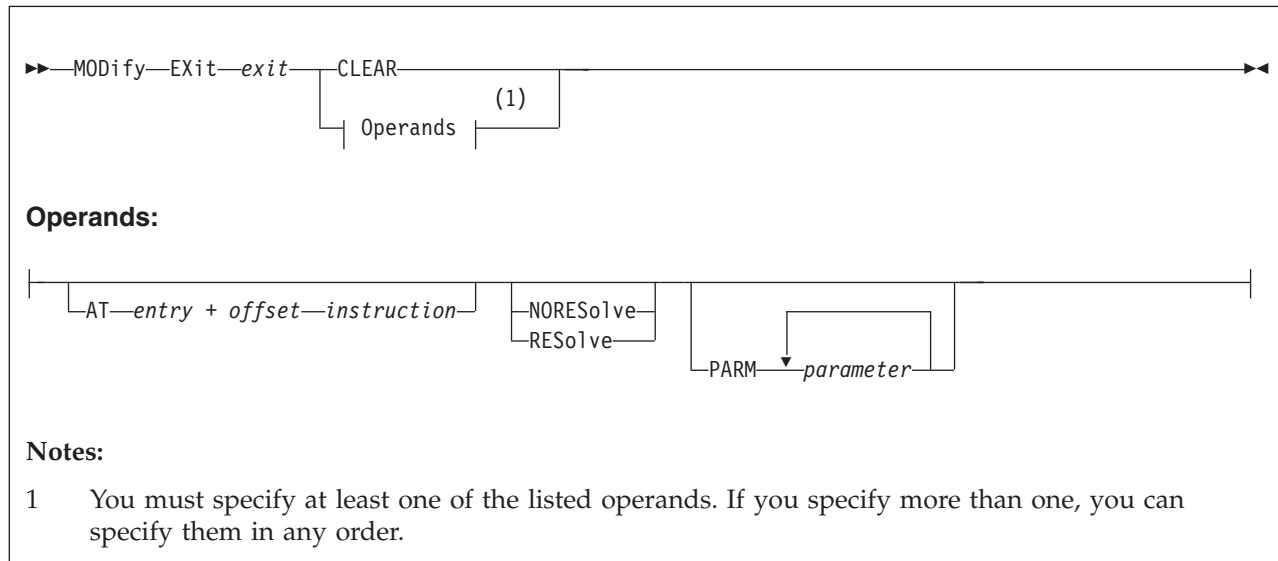 MODify EXit exit CLEAR
(1)
Operands
Operands:
AT entry + offset instruction NORESolve
RESolve
PARM parameter
Notes:
1 You must specify at least one of the listed operands. If you specify more than one, you can
specify them in any order.